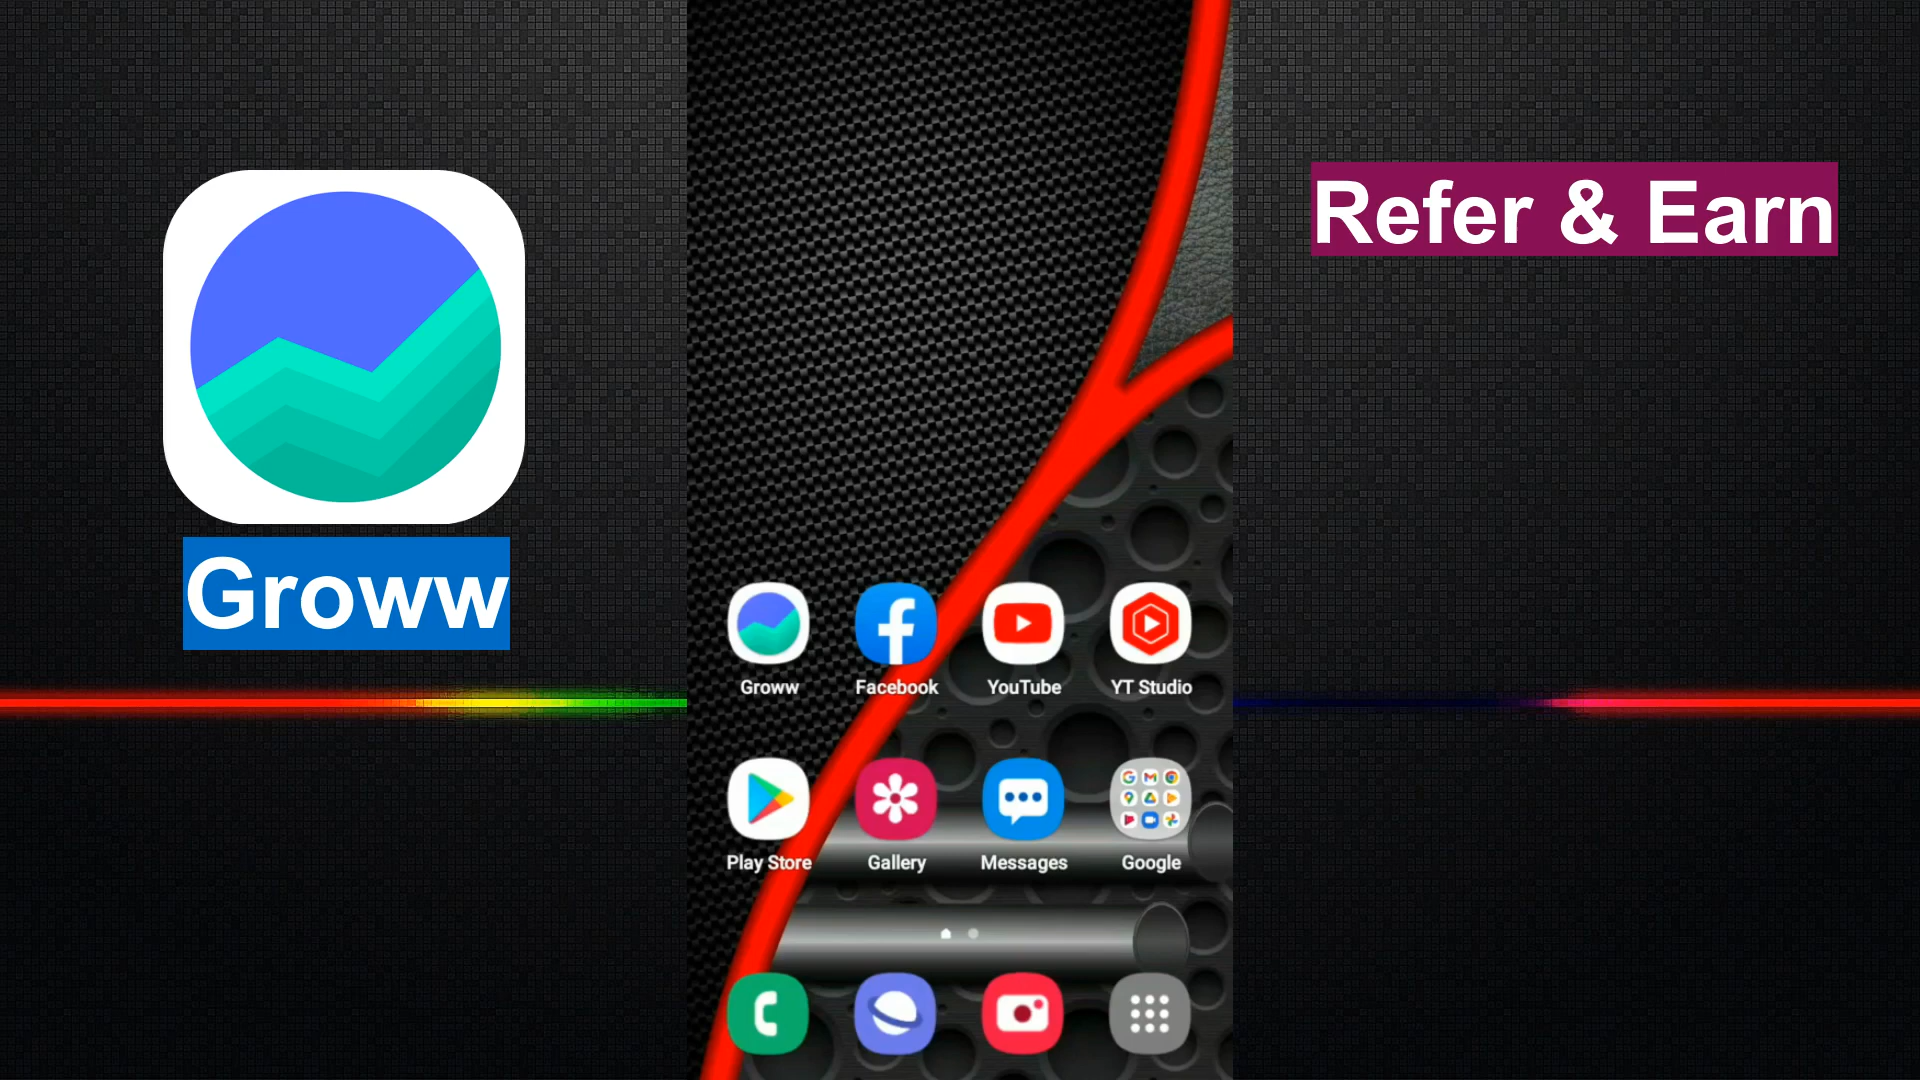 Groww
Refer & Earn
Groww
Facebook
YouTube
YT Studio
Play Store
Gallery
Messages
Google